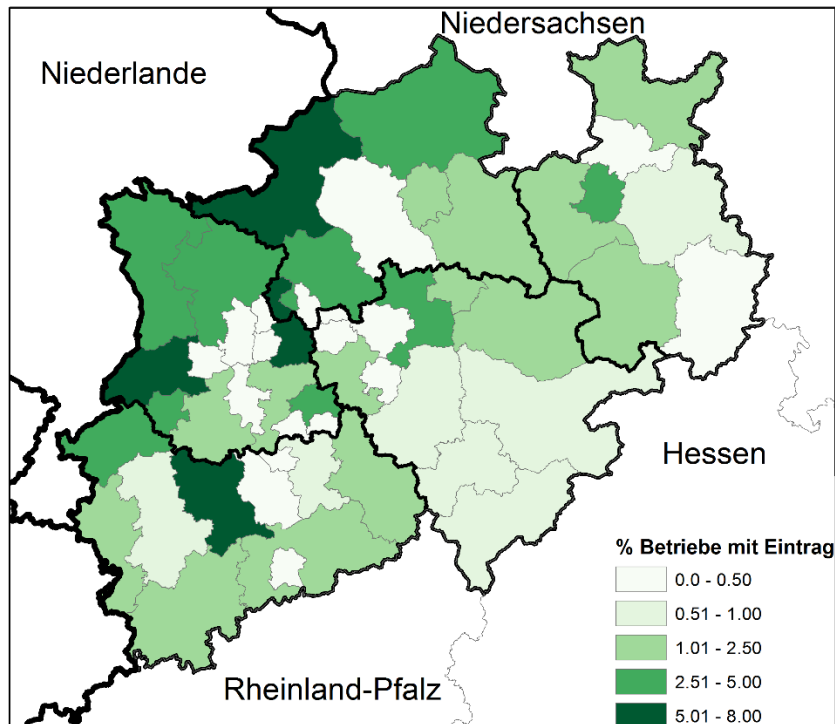 Niedersachsen
Niederlande
Hessen
% Betriebe mit Eintrag
0.0 - 0.50
0.51 - 1.00
1.01 - 2.50
2.51 - 5.00
5.01 - 8.00
Rheinland-Pfalz